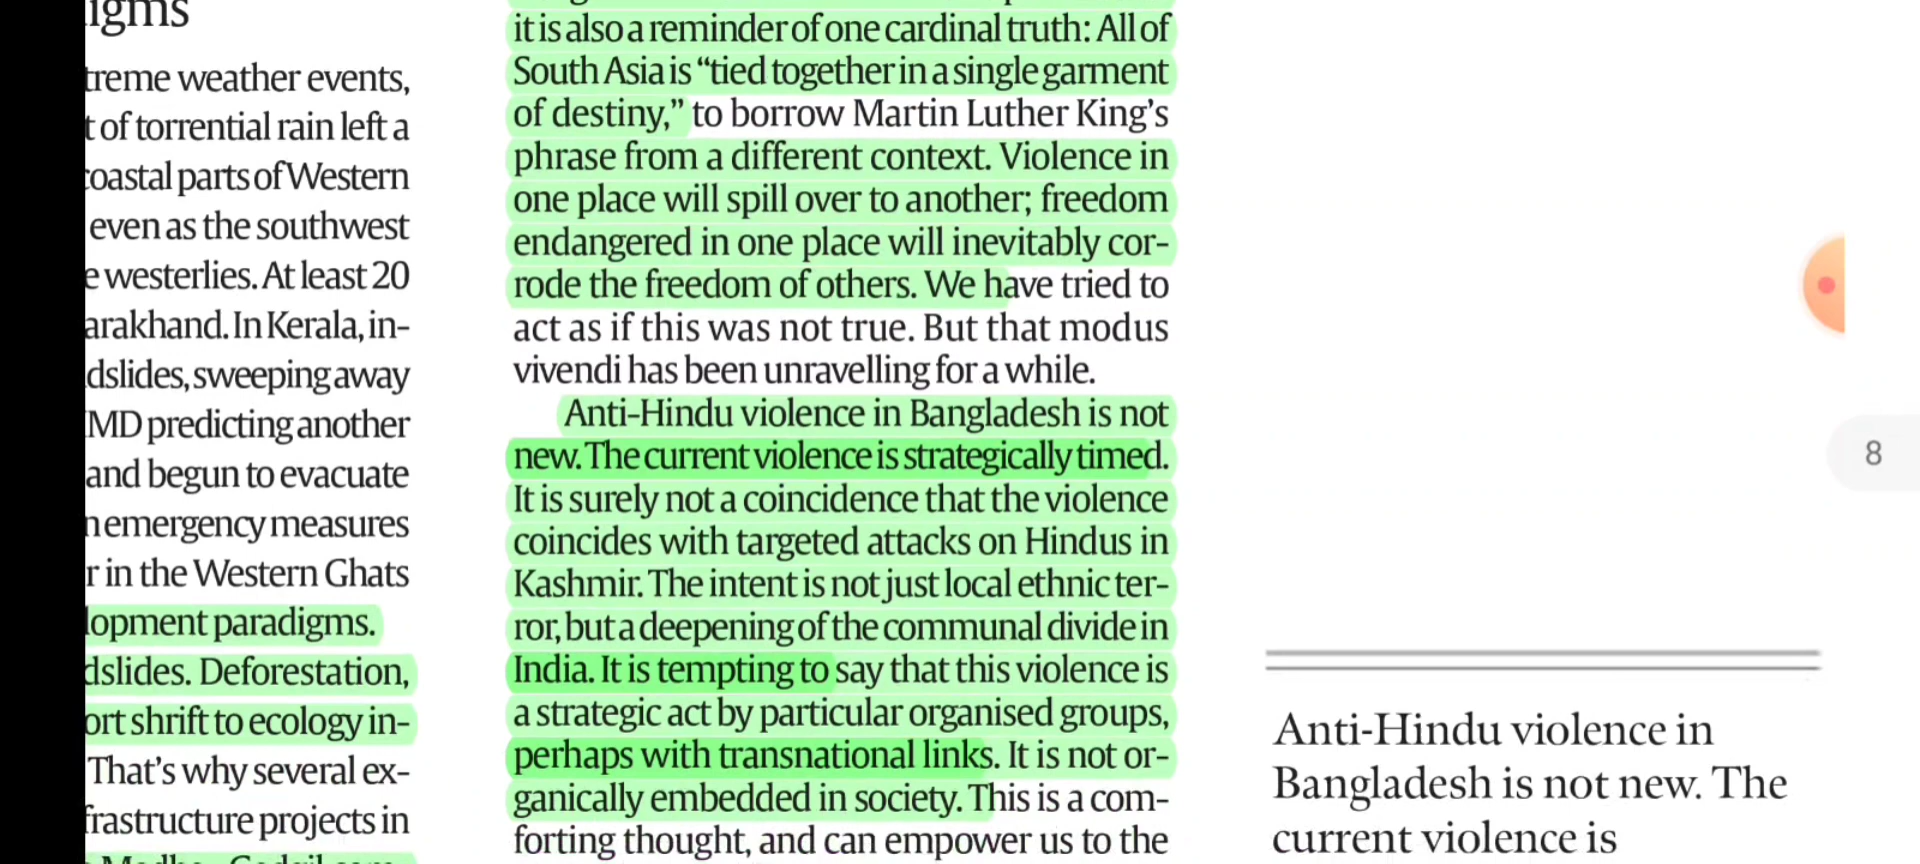 igms
treme weather events,
t of torrential rain left a
coastal parts of Western
even as the southwest
e westerlies. At least 20
arakhand. In Kerala, in-
dslides, sweeping away
IMD predicting another
and begun to evacuate
n emergency measures
r in the Western Ghats
lopment paradigms.
dslides. Deforestation,
ort shrift to ecology in-
That's why several ex-
frastructure projects in
it is also a reminder of one cardinal truth: All of
South Asia is “tied together in a single garment
of destiny,” to borrow Martin Luther King's
phrase from a different context. Violence in
one place will spill over to another; freedom
endangered in one place will inevitably cor-
rode the freedom of others. We have tried to
act as if this was not true. But that modus
vivendi has been unravelling for a while.
Anti-Hindu violence in Bangladesh is not
new. The current violence is strategically timed.
It is surely not a coincidence that the violence
coincides with targeted attacks on Hindus in
Kashmir. The intent is not just local ethnic ter-
ror, but a deepening of the communal divide in
India. It is tempting to say that this violence is
a strategic act by particular organised groups,
perhaps with transnational links. It is not or-
ganically embedded in society. This is a com-
forting thought, and can empower us to the
8
Anti-Hindu violence in
Bangladesh is not new. The
current violence is